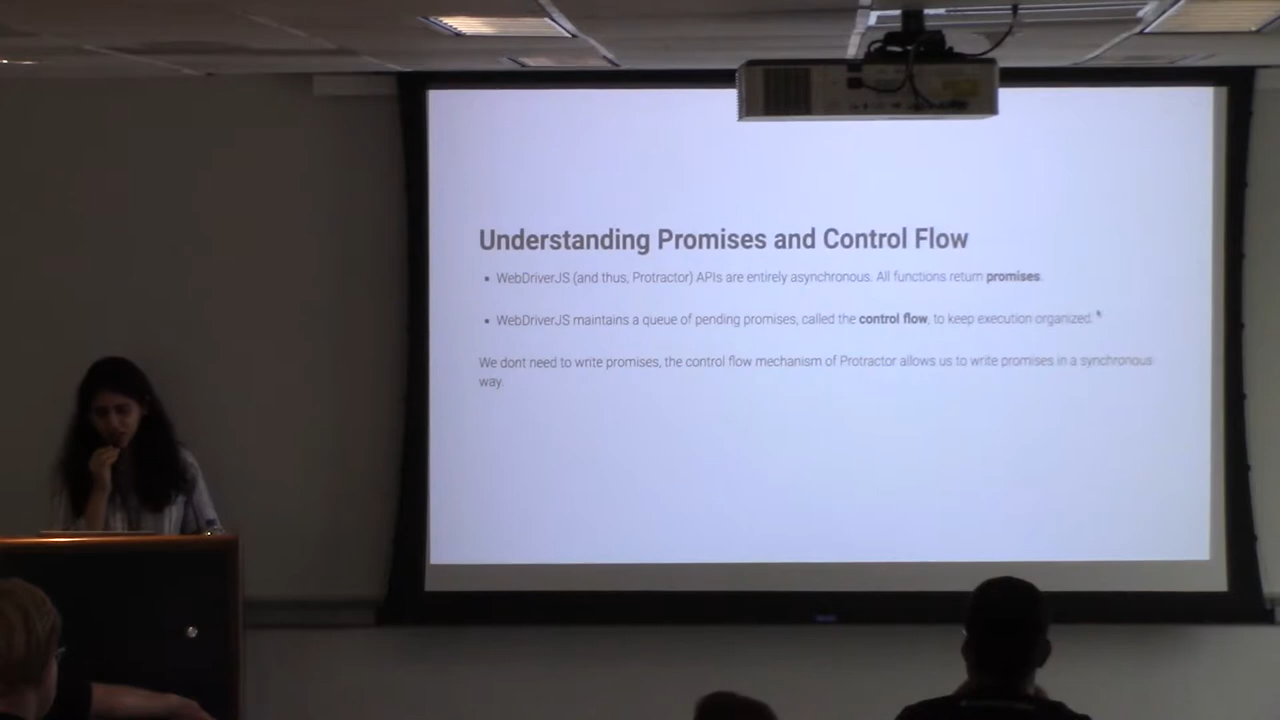 Understanding Promises and Control Flow
• WebDriverJS (and thus, Protractor) APIs are entirely asynchronous. All functions return promises.
• WebDriverJS maintains a queue of pending promises, called the control flow, to keep execution organized.
We dont need to write promises, the control flow mechanism of Protractor allows us to write promises in a synchronous
way.